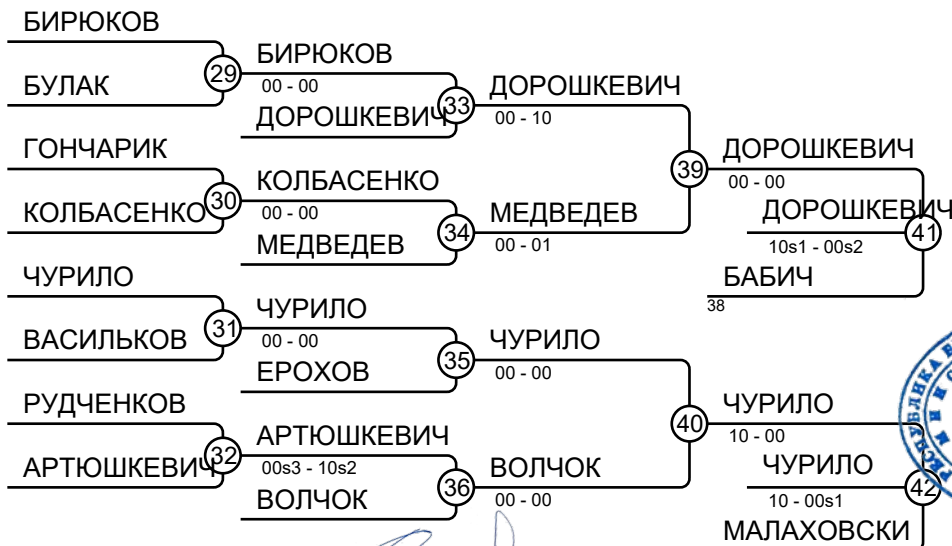 БИРЮКОВ
БУЛАК
ГОНЧАРИК
КОЛБАСЕНКО
ЧУРИЛО
ВАСИЛЬКОВ
РУДЧЕНКОВ
АРТЮШКЕВИЧ
29
30
31
32
БИРЮКОВ
00 - 00
ДОРОШКЕВИЧ
КОЛБАСЕНКО
00 - 00
МЕДВЕДЕВ
ЧУРИЛО
00 - 00
ЕРОХОВ
АРТЮШКЕВИЧ
00s3 - 10s2
ВОЛЧОК
33
34
35
36
ДОРОШКЕВИЧ
00 - 10
МЕДВЕДЕВ
00 - 01
ЧУРИЛО
00 - 00
ВОЛЧОК
00 - 00
39
40
ДОРОШКЕВИЧ
00 - 00
ДОРОШКЕВИЧ
10s1 - 00s2
БАБИЧ
38
41
ЧУРИЛО
10 - 00
ЧУРИЛО
10 - 00s1
МАЛАХОВСКИ
42